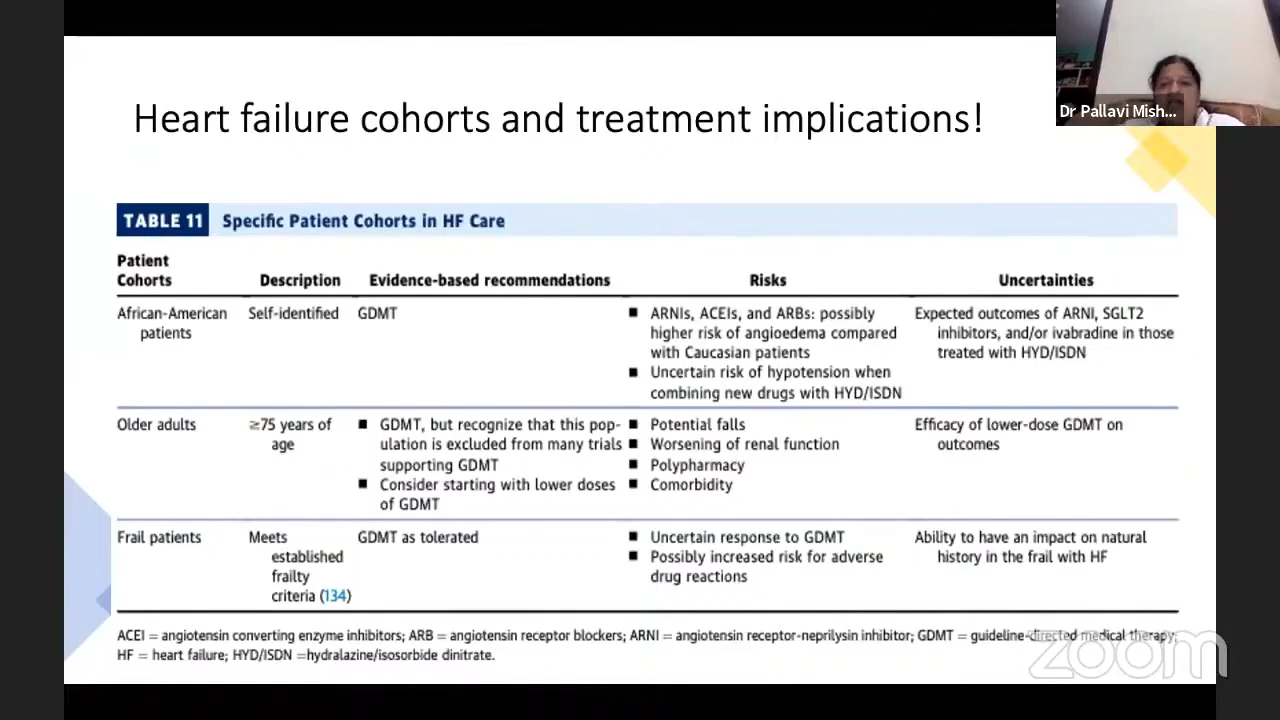 Heart failure cohorts and treatment implications!
Dr Pallavi Mish...
TABLE 11 Specific Patient Cohorts in HF Care
Patient
Cohorts Description Evidence-based recommendations Risks Uncertainties
African-American Self-identified GDMT ■ ARNIs, ACEIs, and ARBs: possibly Expected outcomes of ARNI, SGLT2
patients higher risk of angioedema compared inhibitors, and/or ivabradine in those
with Caucasian patients treated with HYD/ISDN
■ Uncertain risk of hypotension when
combining new drugs with HYD/ISDN
Older adults ≥75 years of ■ GDMT, but recognize that this pop- ■ Potential falls Efficacy of lower-dose GDMT on
age ulation is excluded from many trials ■ Worsening of renal function outcomes
supporting GDMT ■ Polypharmacy
■ Consider starting with lower doses ■ Comorbidity
of GDMT
Frail patients Meets GDMT as tolerated ■ Uncertain response to GDMT Ability to have an impact on natural
established ■ Possibly increased risk for adverse history in the frail with HF
frailty drug reactions
criteria (134)
ACEI = angiotensin converting enzyme inhibitors; ARB = angiotensin receptor blockers; ARNI = angiotensin receptor-neprilysin inhibitor; GDMT = guideline-directed medical therapy;
HF = heart failure; HYD/ISDN =hydralazine/isosorbide dinitrate.
zoom